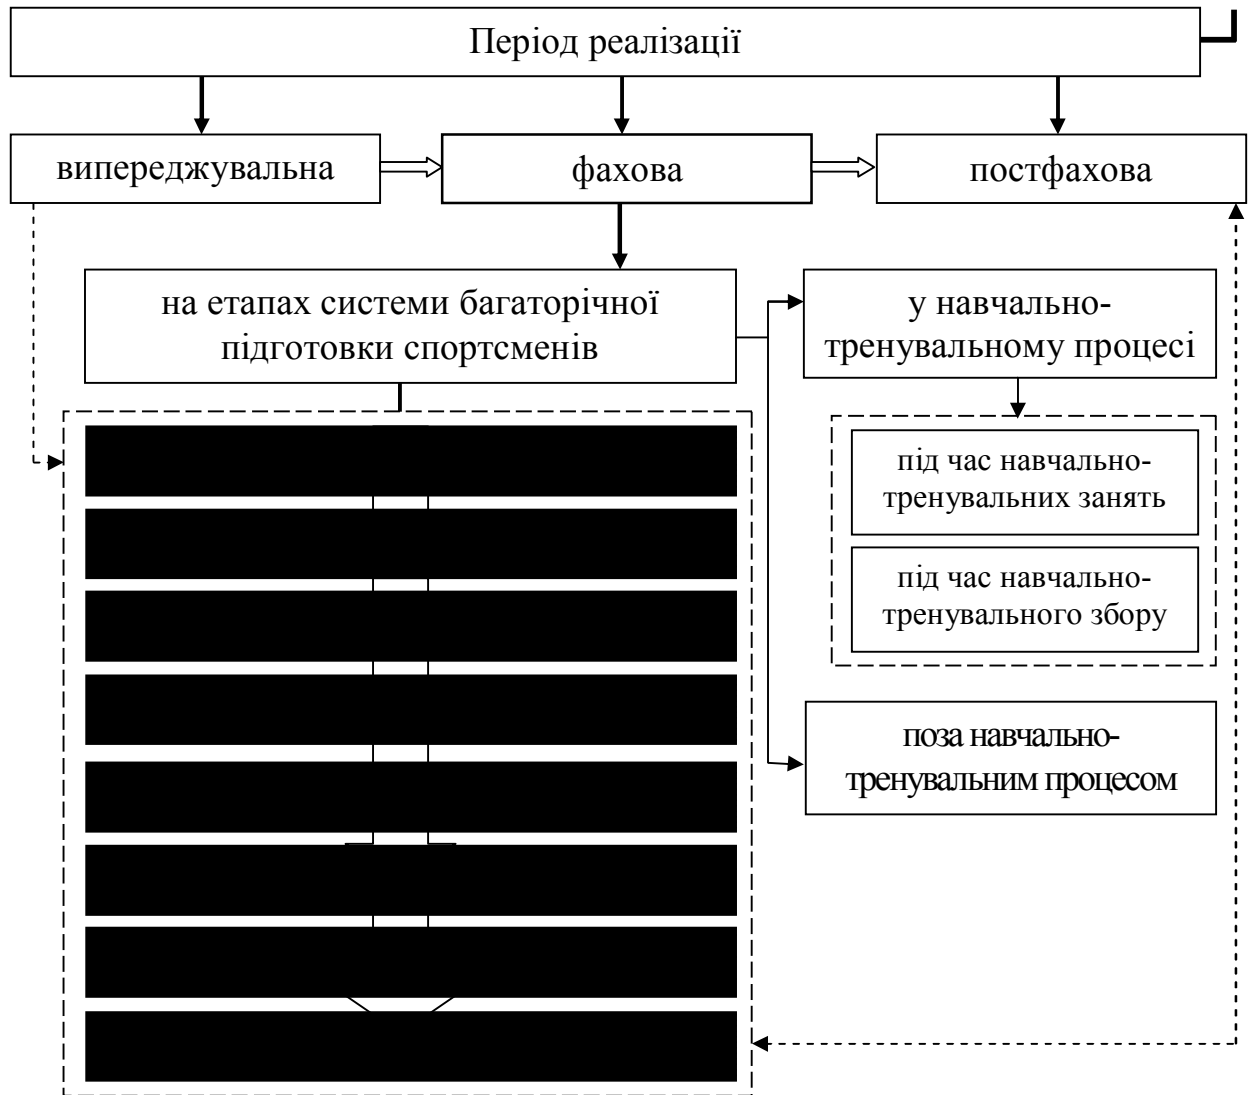 Період реалізації
випереджувальна
фахова
постфахова
на етапах системи багаторічної
підготовки спортсменів
у навчально-
тренувальному процесі
під час навчально-
тренувальних занять
під час навчально-
тренувального збору
поза навчально-
тренувальним процесом